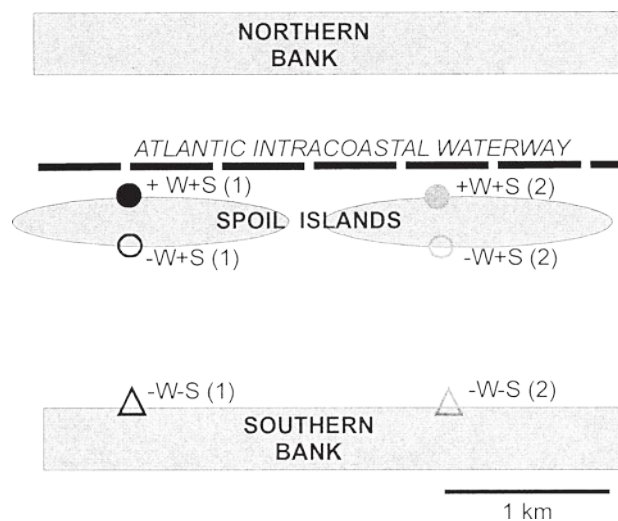 NORTHERN
BANK
ATLANTIC INTRACOASTAL WATERWAY
+ W+S (1)
+W+S (2)
SPOIL ISLANDS
-W+S (1)
-W+S (2)
-W-S (1)
-W-S (2)
SOUTHERN
BANK
1 km